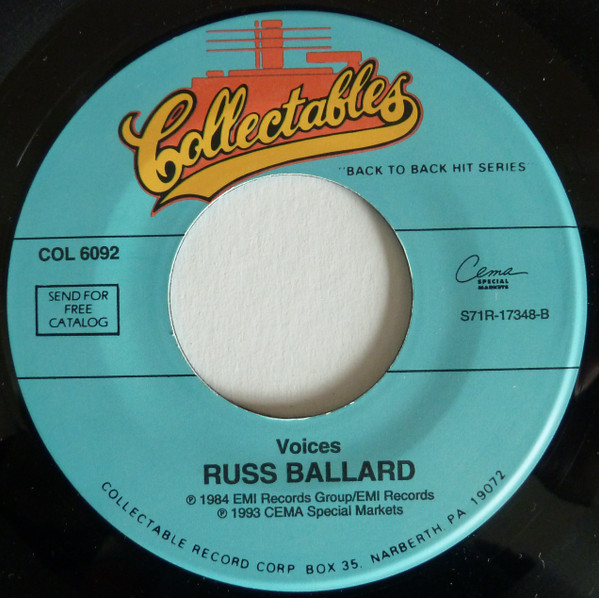 Collectables
"BACK TO BACK HIT SERIES
COL 6092
SEND FOR
FREE
CATALOG
Cema
SPECIAL
MARKETS
S71R-17348-B
Voices
RUSS BALLARD
℗ 1984 EMI Records Group/EMI Records
℗ 1993 CEMA Special Markets
COLLECTABLE RECORD CORP BOX 35. NARBERTH, PA 19072